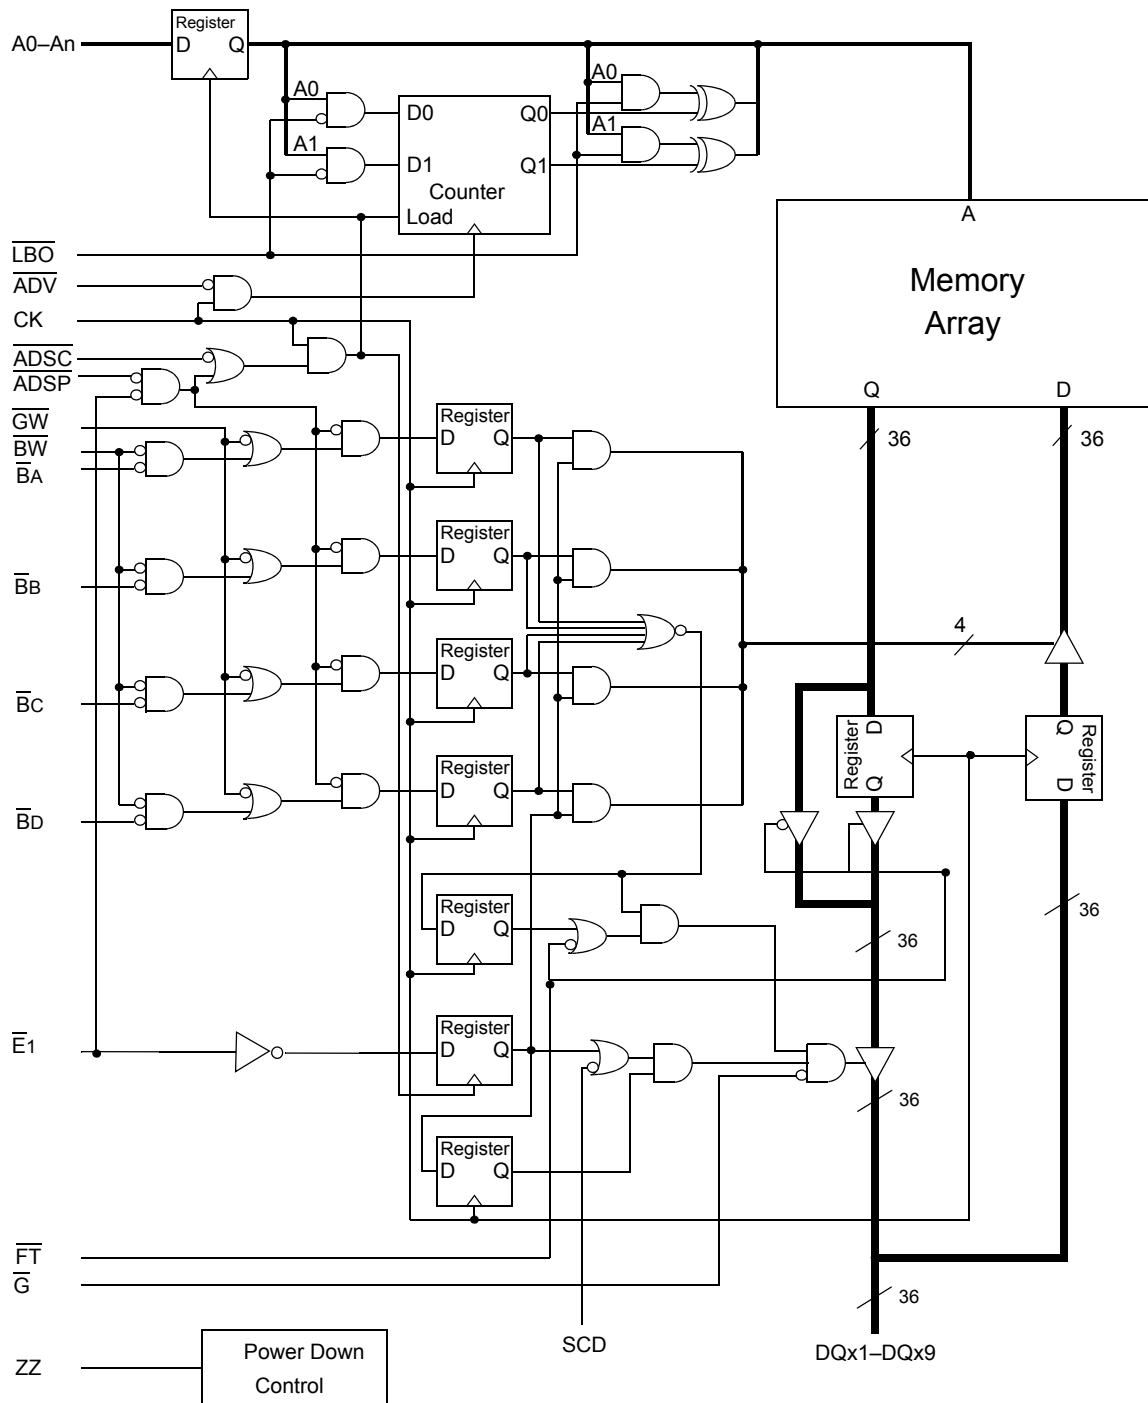 Register
A0–An
D Q
A0
A0
D0
Q0
A1
A1
D1
Q1
Counter
Load
A
LBO
ADV
Memory
Array
CK
ADSC
ADSP
Q
D
GW
Register
D Q
36
36
BW
BA
Register
D Q
BB
4
Register
D Q
BC
D
Register
Q
Q
Register
D
Register
D Q
BD
Register
D Q
36
36
Register
D Q
E1
36
Register
D Q
FT
G
36
SCD
DQx1–DQx9
Power Down
Control
ZZ